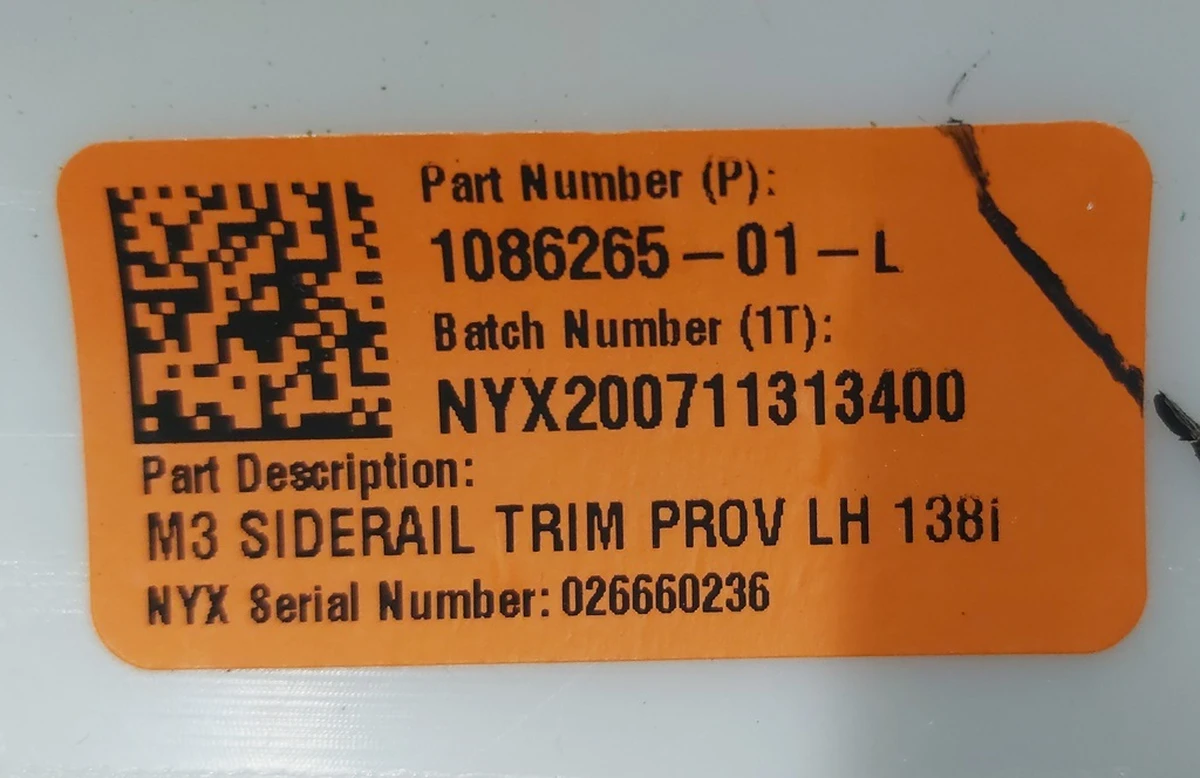 Part Number (P):
1086265-01-L
Batch Number (1T):
NYX200711313400
Part Description:
M3 SIDERAIL TRIM PROV LH 138i
NYX Serial Number: 026660236